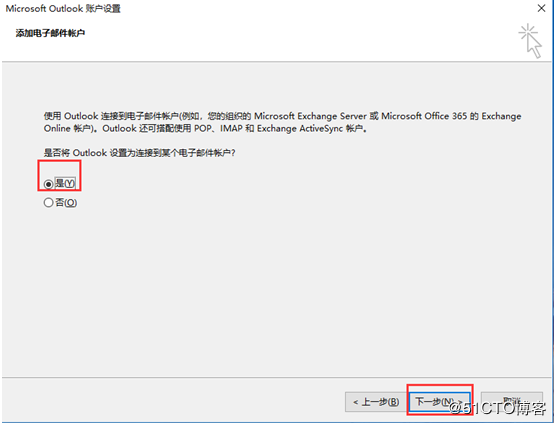 Microsoft Outlook 账户设置
添加电子邮件帐户
使用 Outlook 连接到电子邮件帐户(例如，您的组织的 Microsoft Exchange Server 或 Microsoft Office 365 的 Exchange
Online 帐户)。Outlook 还可搭配使用 POP、IMAP 和 Exchange ActiveSync 帐户。
是否将 Outlook 设置为连接到某个电子邮件帐户?
是(Y)
否(O)
< 上一步(B)
下一步(N) >
取消
@51CTO博客